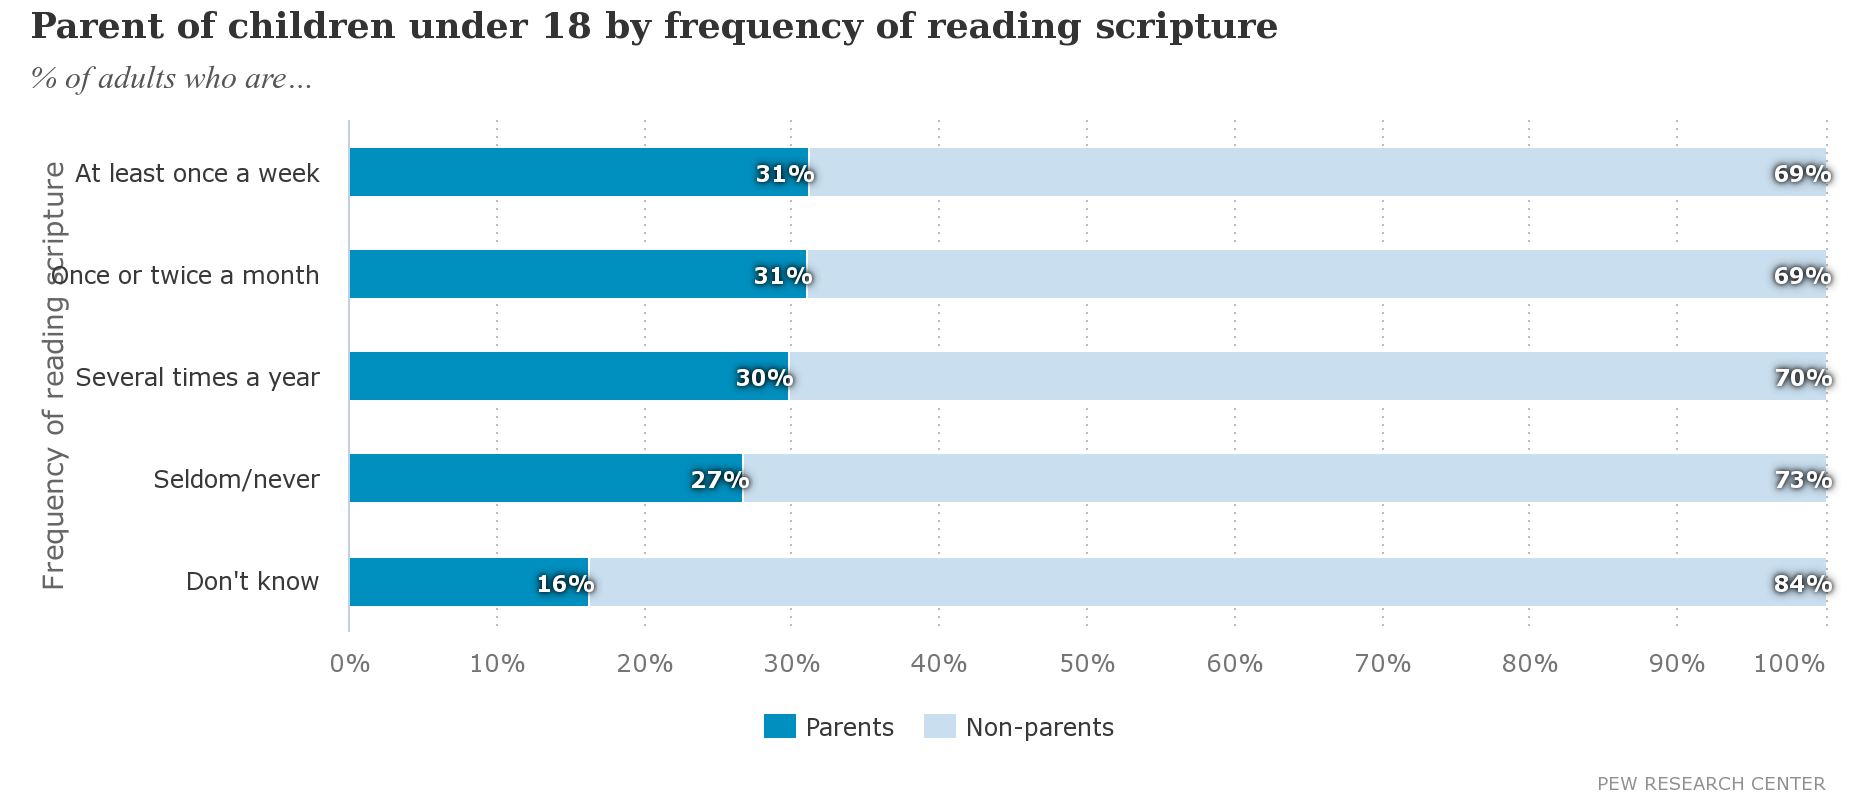 Parent of children under 18 by frequency of reading scripture
% of adults who are…
Frequency of reading scripture
At least once a week 31% 69%
Once or twice a month 31% 69%
Several times a year 30% 70%
Seldom/never 27% 73%
Don't know 16% 84%
0% 10% 20% 30% 40% 50% 60% 70% 80% 90% 100%
Parents Non-parents
PEW RESEARCH CENTER